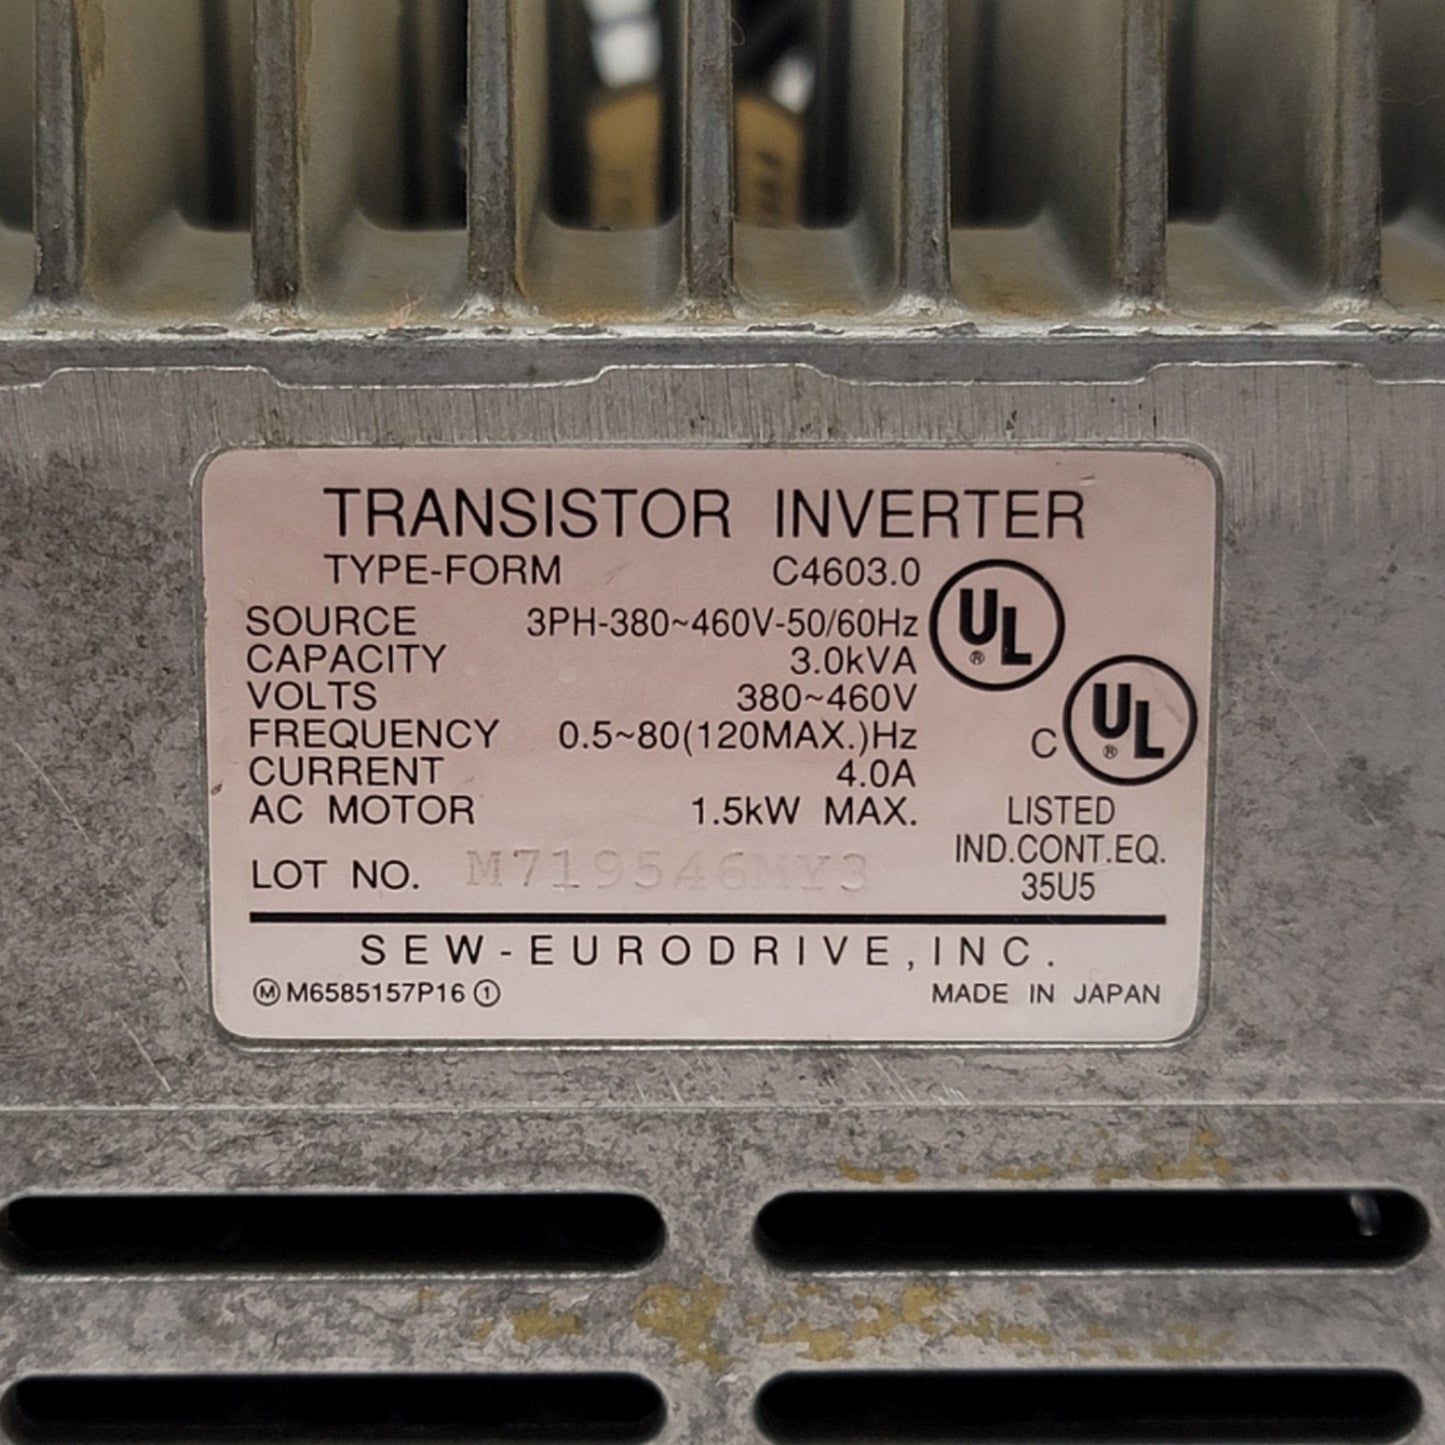 TRANSISTOR INVERTER
TYPE-FORM C4603.0
SOURCE 3PH-380~460V-50/60Hz
CAPACITY 3.0kVA
VOLTS 380~460V
FREQUENCY 0.5~80(120MAX.)Hz
CURRENT 4.0A
AC MOTOR 1.5kW MAX.
LOT NO. M719546MY3
UL ®
C UL ®
LISTED
IND.CONT.EQ.
35U5
SEW-EURODRIVE,INC.
Ⓜ M6585157P16 ①
MADE IN JAPAN